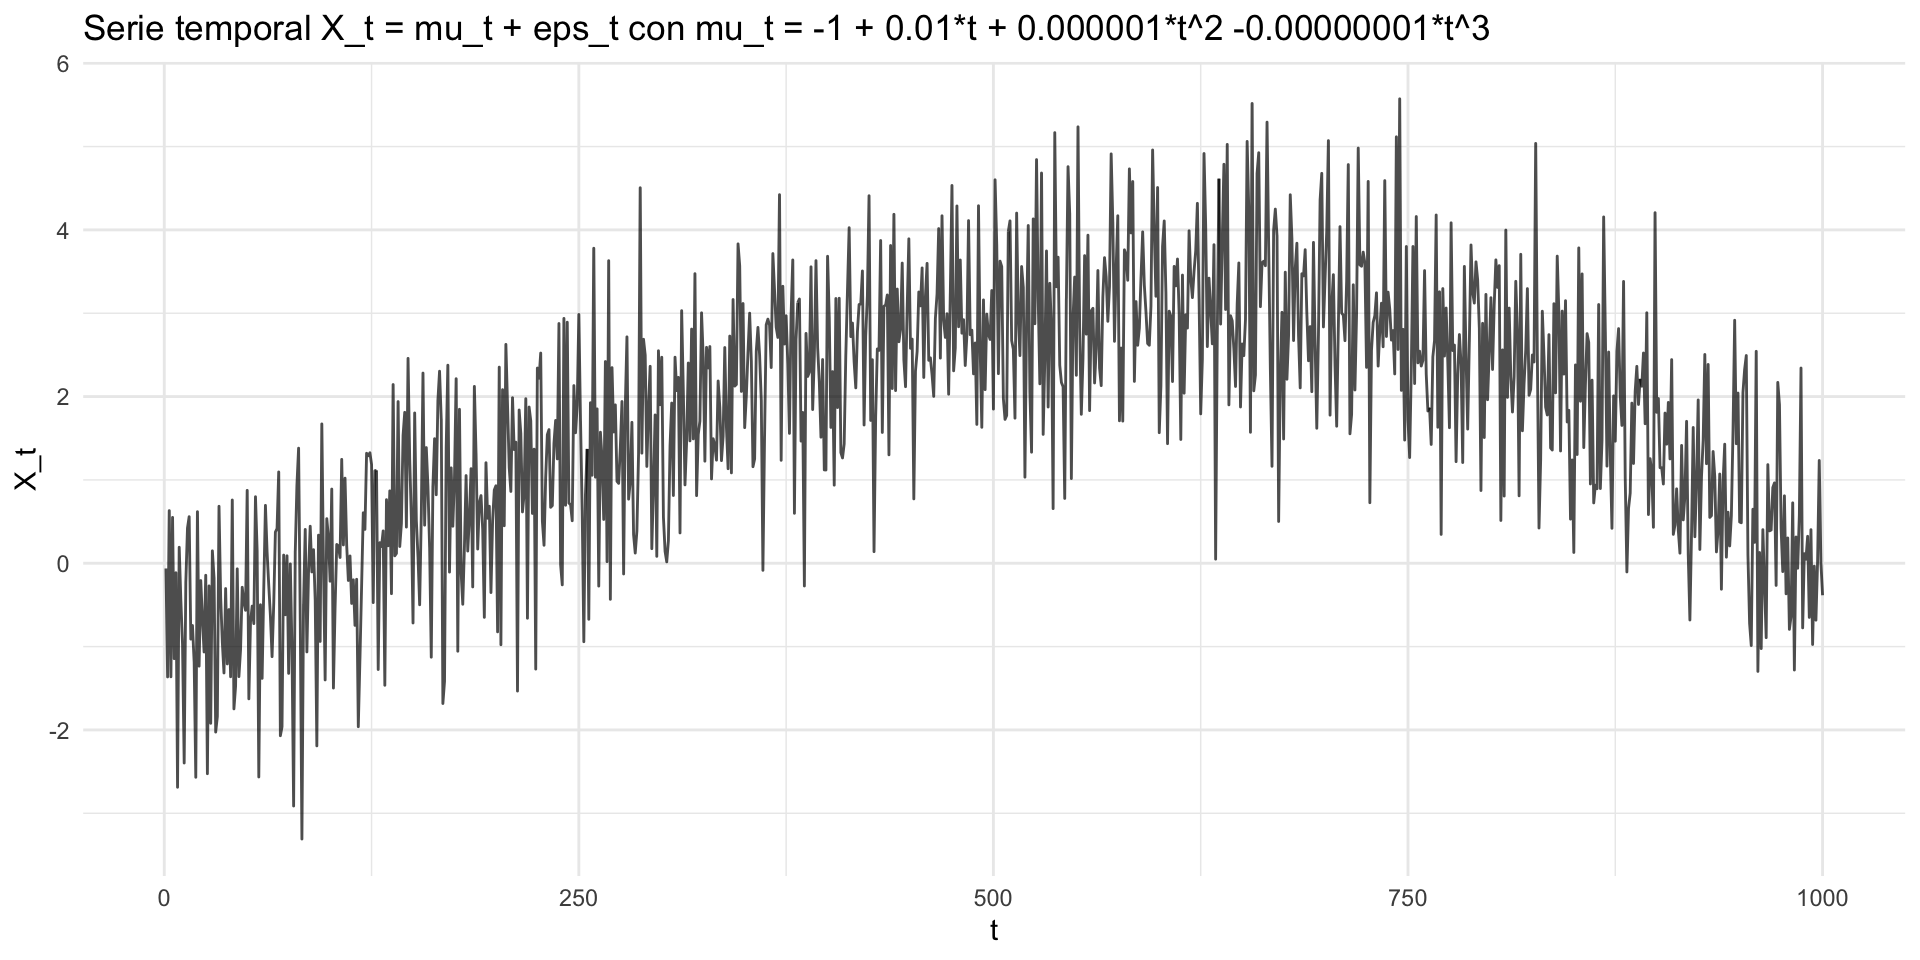 Serie temporal X_t = mu_t + eps_t con mu_t = -1 + 0.01*t + 0.000001*t^2 -0.00000001*t^3
6
4
2
0
-2
X_t
0 250 500 750 1000
t